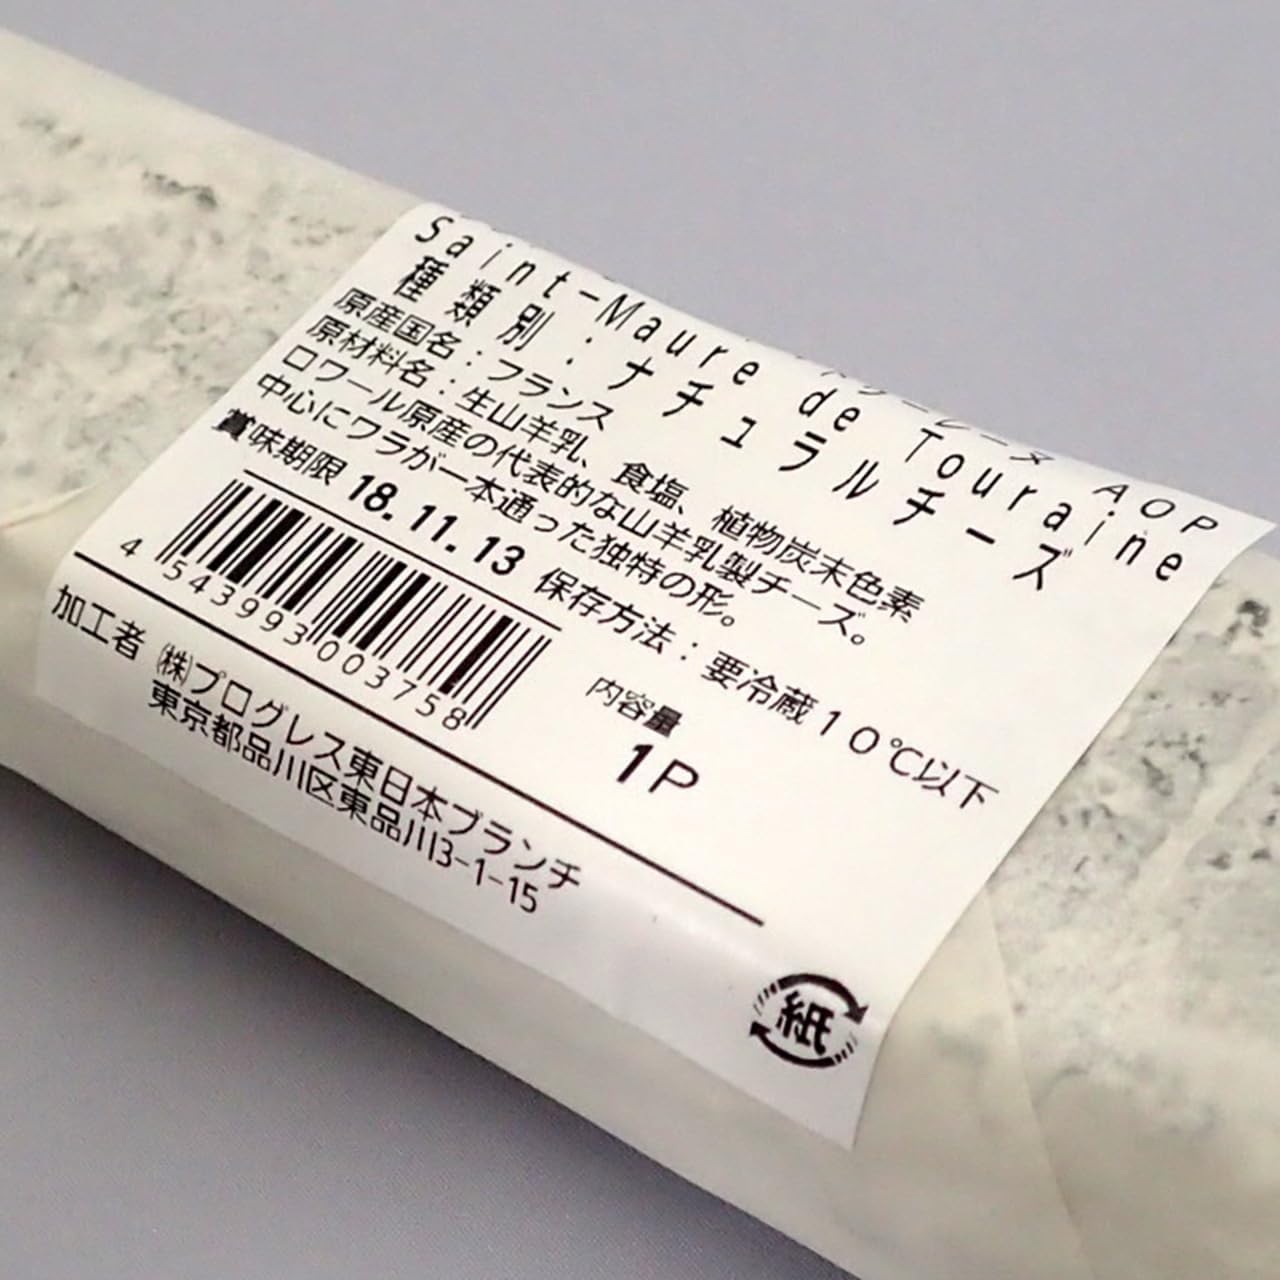 AOP
Saint-Maure de Touraine
種類別:ナチュラルチーズ
原産国名:フランス
原材料名:生山羊乳、食塩、植物炭末色素
ロワール原産の代表的な山羊乳製チーズ。
中心にワラが一本通った独特の形。
賞味期限 18.11.13 保存方法:要冷蔵10℃以下
4 543993 003758
内容量
1P
加工者 ㈱プログレス東日本ブランチ
東京都品川区東品川3-1-15
紙